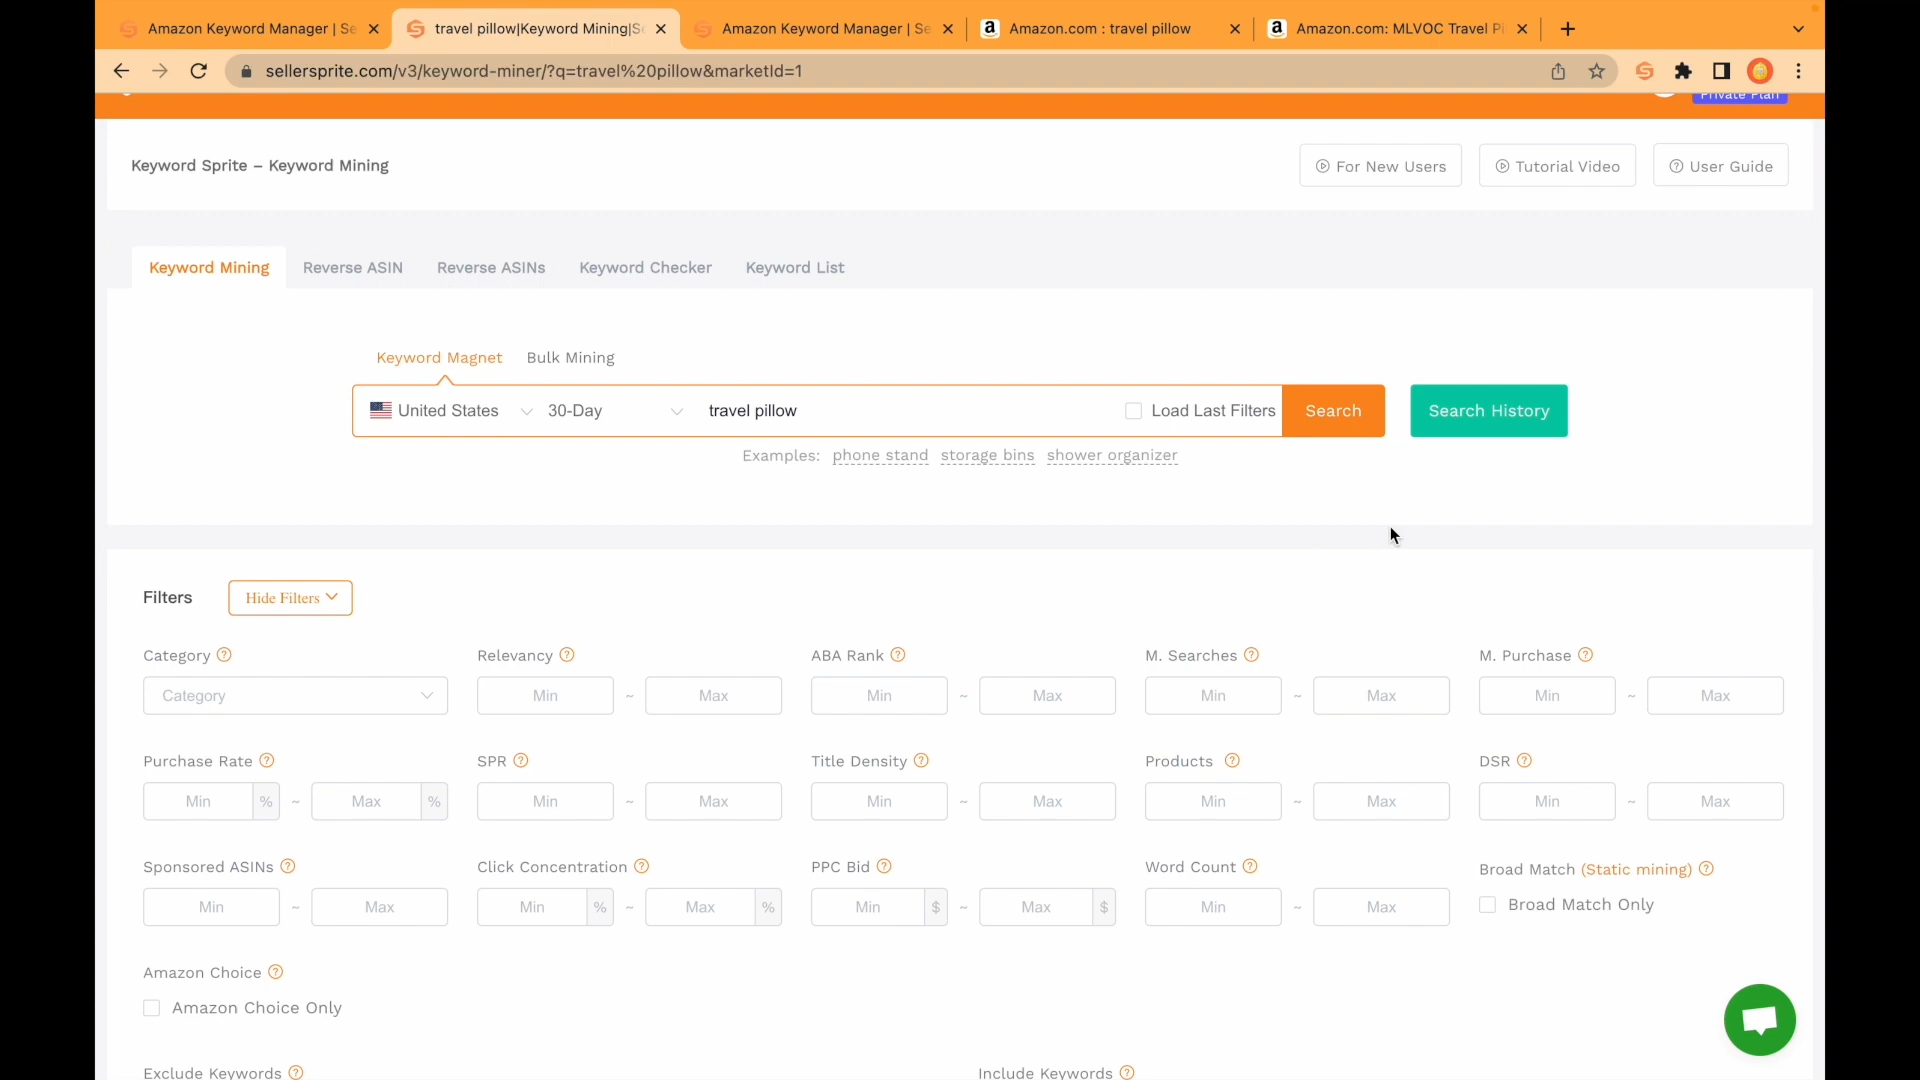 Amazon Keyword Manager | Se
travel pillow|Keyword Mining|S
Amazon Keyword Manager | Se
Amazon.com : travel pillow
Amazon.com: MLVOC Travel Pi
sellersprite.com/v3/keyword-miner/?q=travel%20pillow&marketId=1
Private Plan
Keyword Sprite – Keyword Mining
For New Users
Tutorial Video
User Guide
Keyword Mining
Reverse ASIN
Reverse ASINs
Keyword Checker
Keyword List
Keyword Magnet
Bulk Mining
United States
30-Day
travel pillow
Load Last Filters
Search
Search History
Examples: phone stand storage bins shower organizer
Filters
Hide Filters
Category
Relevancy
ABA Rank
M. Searches
M. Purchase
Category
Min ~ Max
Min ~ Max
Min ~ Max
Min ~ Max
Purchase Rate
SPR
Title Density
Products
DSR
Min % ~ Max %
Min ~ Max
Min ~ Max
Min ~ Max
Min ~ Max
Sponsored ASINs
Click Concentration
PPC Bid
Word Count
Broad Match (Static mining)
Min ~ Max
Min % ~ Max %
Min $ ~ Max $
Min ~ Max
Broad Match Only
Amazon Choice
Amazon Choice Only
Exclude Keywords
Include Keywords